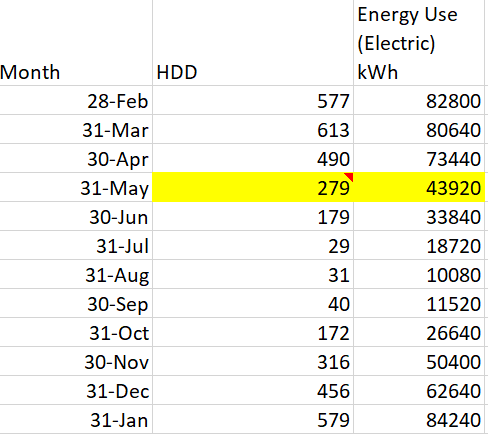 Energy Use
(Electric)
Month HDD kWh
28-Feb 577 82800
31-Mar 613 80640
30-Apr 490 73440
31-May 279 43920
30-Jun 179 33840
31-Jul 29 18720
31-Aug 31 10080
30-Sep 40 11520
31-Oct 172 26640
30-Nov 316 50400
31-Dec 456 62640
31-Jan 579 84240